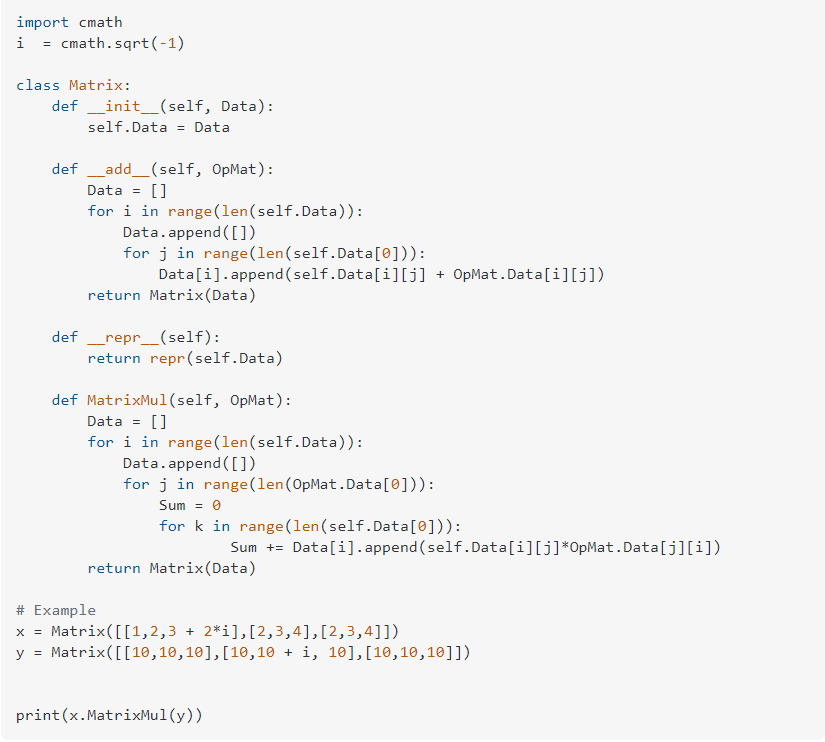 import cmath
i  = cmath.sqrt(-1)

class Matrix:
    def __init__(self, Data):
        self.Data = Data

    def __add__(self, OpMat):
        Data = []
        for i in range(len(self.Data)):
            Data.append([])
            for j in range(len(self.Data[0])):
                Data[i].append(self.Data[i][j] + OpMat.Data[i][j])
        return Matrix(Data)

    def __repr__(self):
        return repr(self.Data)

    def MatrixMul(self, OpMat):
        Data = []
        for i in range(len(self.Data)):
            Data.append([])
            for j in range(len(OpMat.Data[0])):
                Sum = 0
                for k in range(len(self.Data[0])):
                        Sum += Data[i].append(self.Data[i][j]*OpMat.Data[j][i])
        return Matrix(Data)

# Example
x = Matrix([[1,2,3 + 2*i],[2,3,4],[2,3,4]])
y = Matrix([[10,10,10],[10,10 + i, 10],[10,10,10]])


print(x.MatrixMul(y))